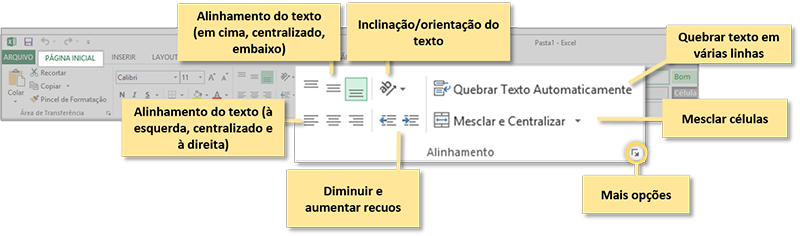 Alinhamento do texto
(em cima, centralizado,
embaixo)
Inclinação/orientação do
texto
Quebrar texto em
várias linhas
Pasta1 - Excel
ARQUIVO PÁGINA INICIAL INSERIR
Colar
Recortar
Copiar
Pincel de Formatação
Área de Transferência
Calibri 11
N I S
Quebrar Texto Automaticamente
Mesclar e Centralizar
Alinhamento
Bom
Célula
Alinhamento do texto (à
esquerda, centralizado e
à direita)
Mesclar células
Diminuir e
aumentar recuos
Mais opções